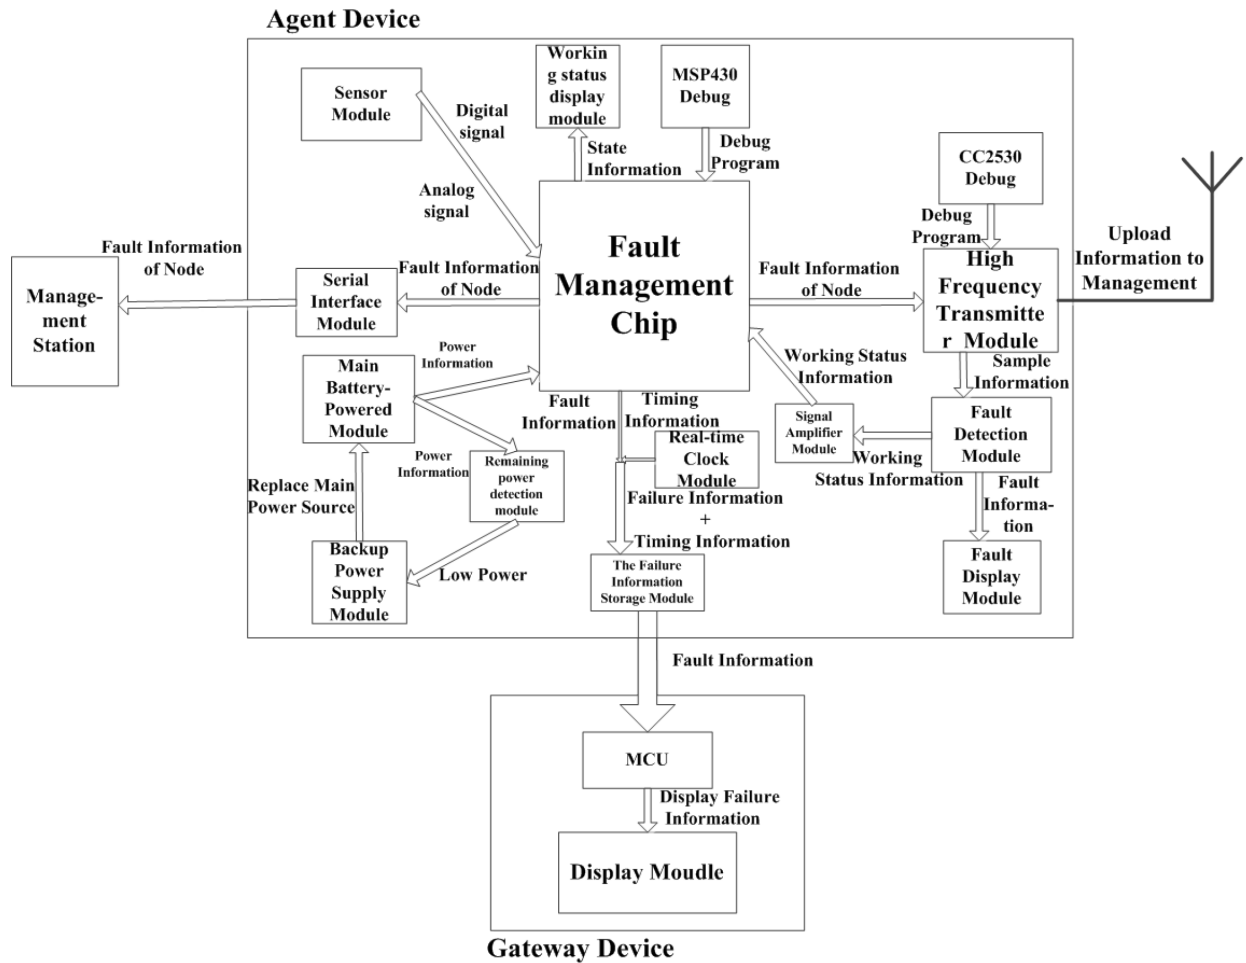 Agent Device
Sensor
Module
Digital
signal
Analog
signal
Workin
g status
display
module
State
Information
MSP430
Debug
Debug
Program
CC2530
Debug
Debug
Program
Upload
Information to
Management
Fault Information
of Node
Manage-
ment
Station
Serial
Interface
Module
Fault Information
of Node
Fault
Management
Chip
Fault Information
of Node
High
Frequency
Transmitte
r Module
Main
Battery-
Powered
Module
Power
Information
Power
Information
Remaining
power
detection
module
Replace Main
Power Source
Backup
Power
Supply
Module
Low Power
Fault
Information
Timing
Information
Real-time
Clock
Module
Failure Information
+
Timing Information
The Failure
Information
Storage Module
Working Status
Information
Signal
Amplifier
Module
Sample
Information
Fault
Detection
Module
Working
Status Information
Fault
Informa-
tion
Fault
Display
Module
Fault Information
MCU
Display Failure
Information
Display Moudle
Gateway Device